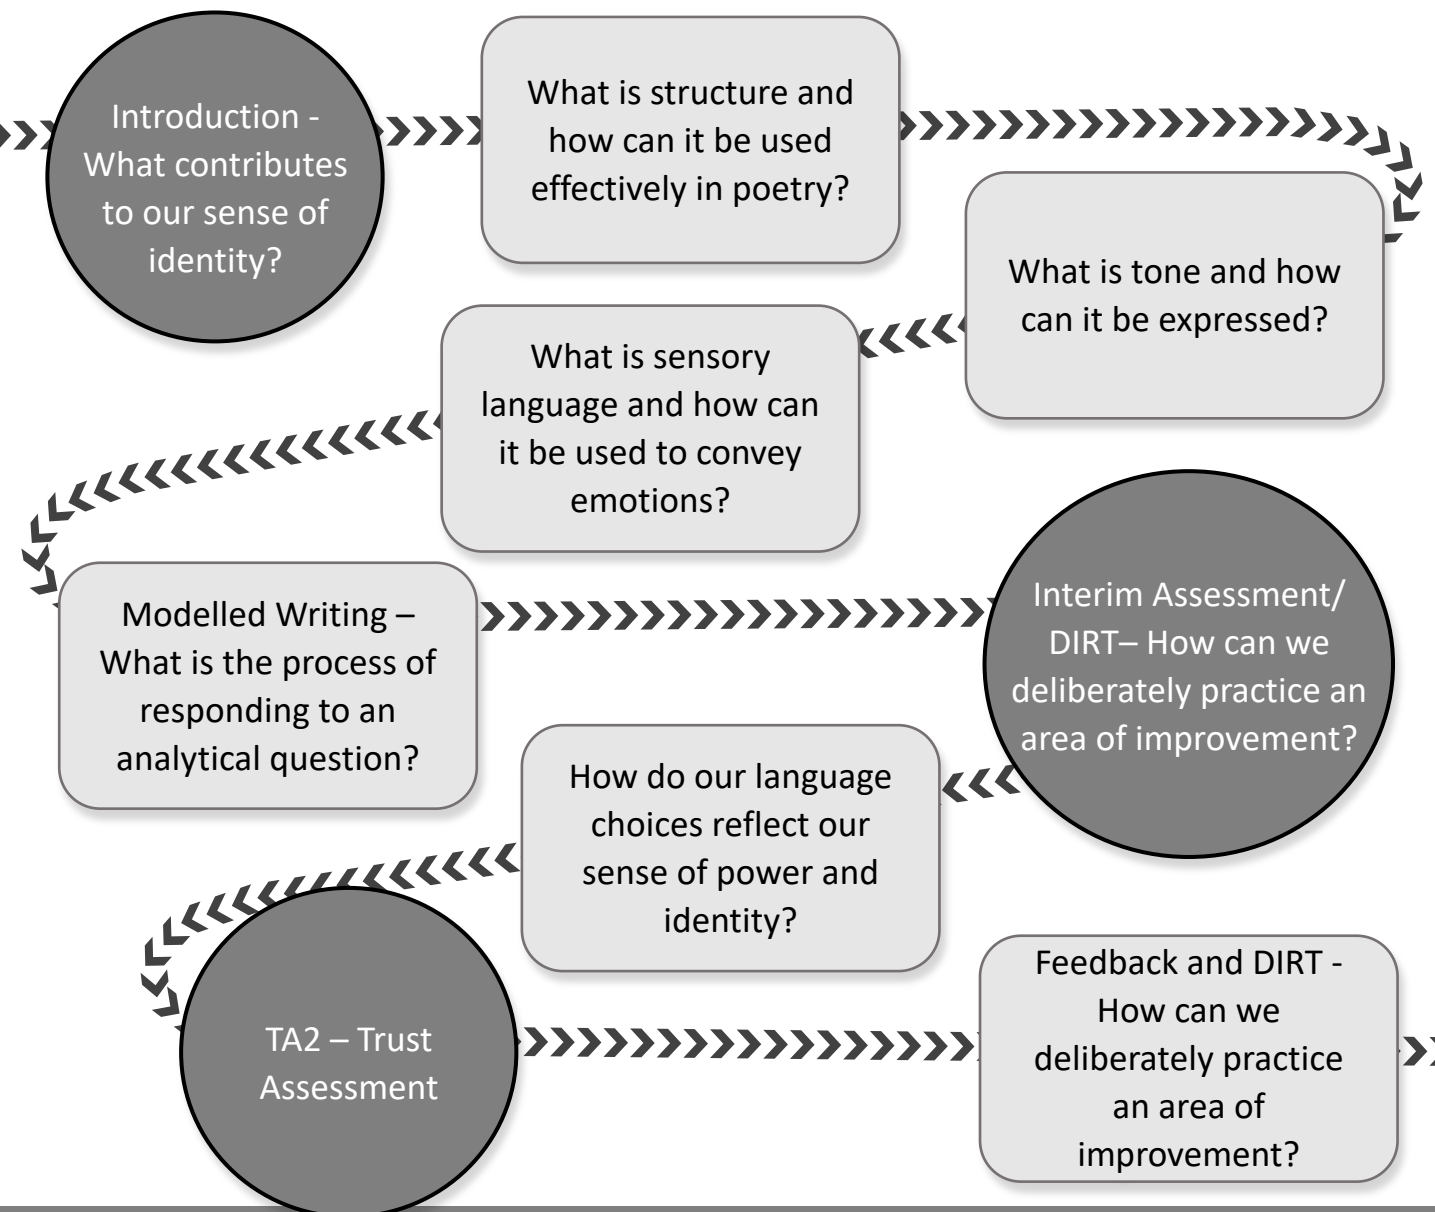 Introduction -
What contributes
to our sense of
identity?
What is structure and
how can it be used
effectively in poetry?
What is tone and how
can it be expressed?
What is sensory
language and how can
it be used to convey
emotions?
Modelled Writing –
What is the process of
responding to an
analytical question?
Interim Assessment/
DIRT– How can we
deliberately practice an
area of improvement?
How do our language
choices reflect our
sense of power and
identity?
TA2 – Trust
Assessment
Feedback and DIRT -
How can we
deliberately practice
an area of
improvement?